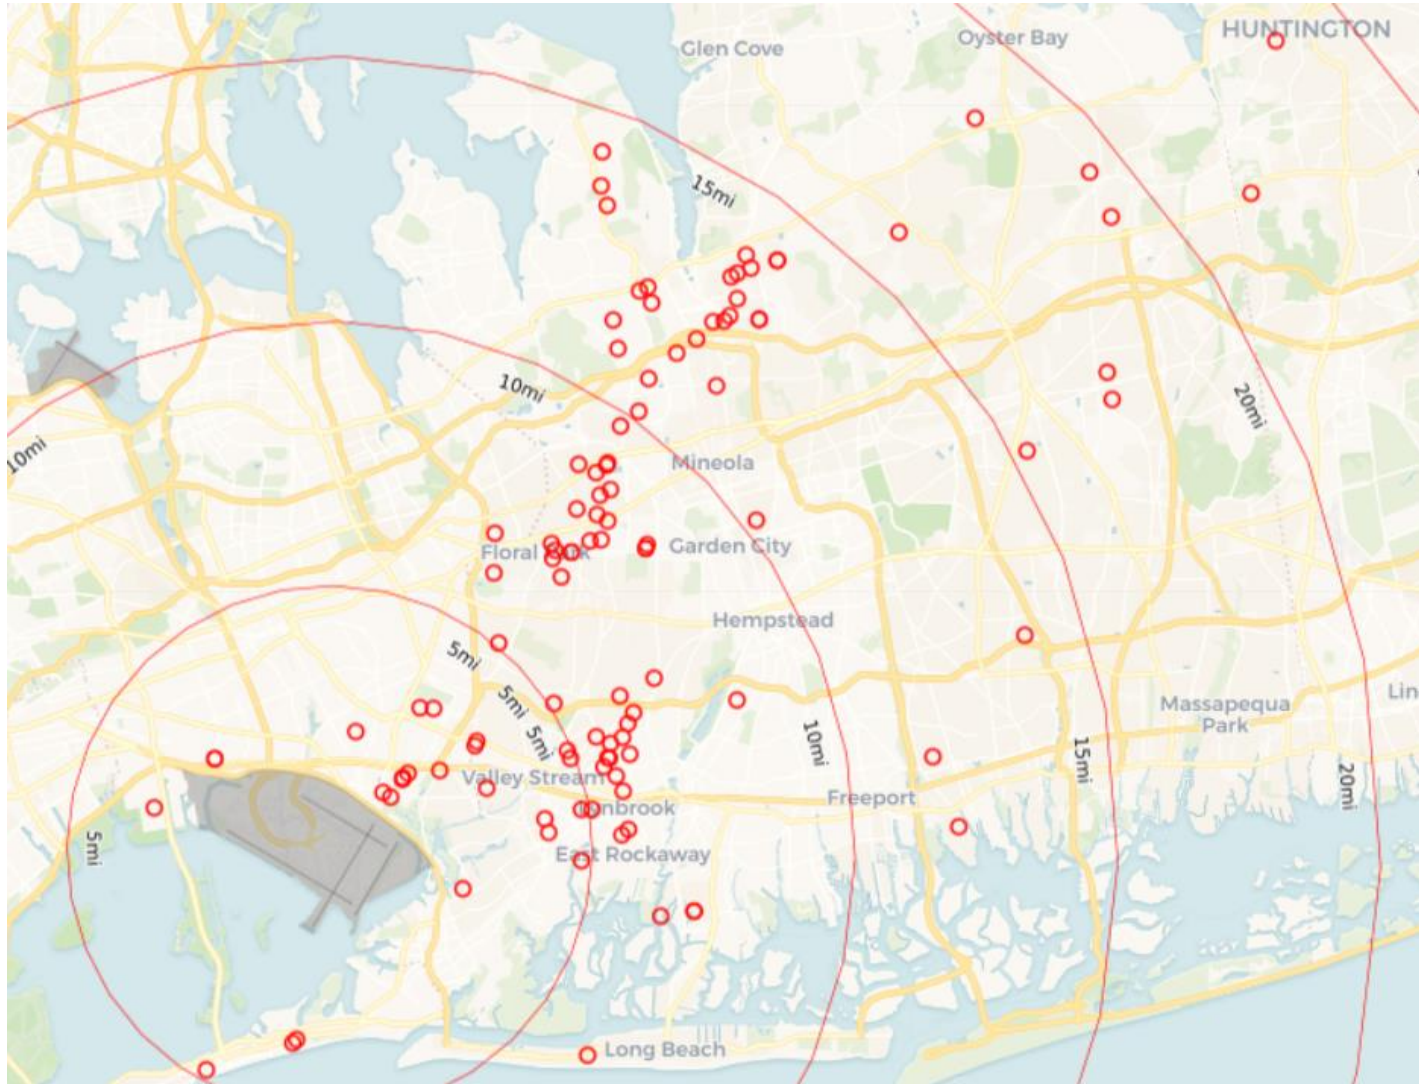 Glen Cove
Oyster Bay
HUNTINGTON
15mi
10mi
20mi
10mi
Mineola
Floral Park
Garden City
Hempstead
5mi
5mi
5mi
Massapequa
Park
Lin
10mi
15mi
20mi
Valley Stream
Freeport
5mi
East Rockaway
Long Beach